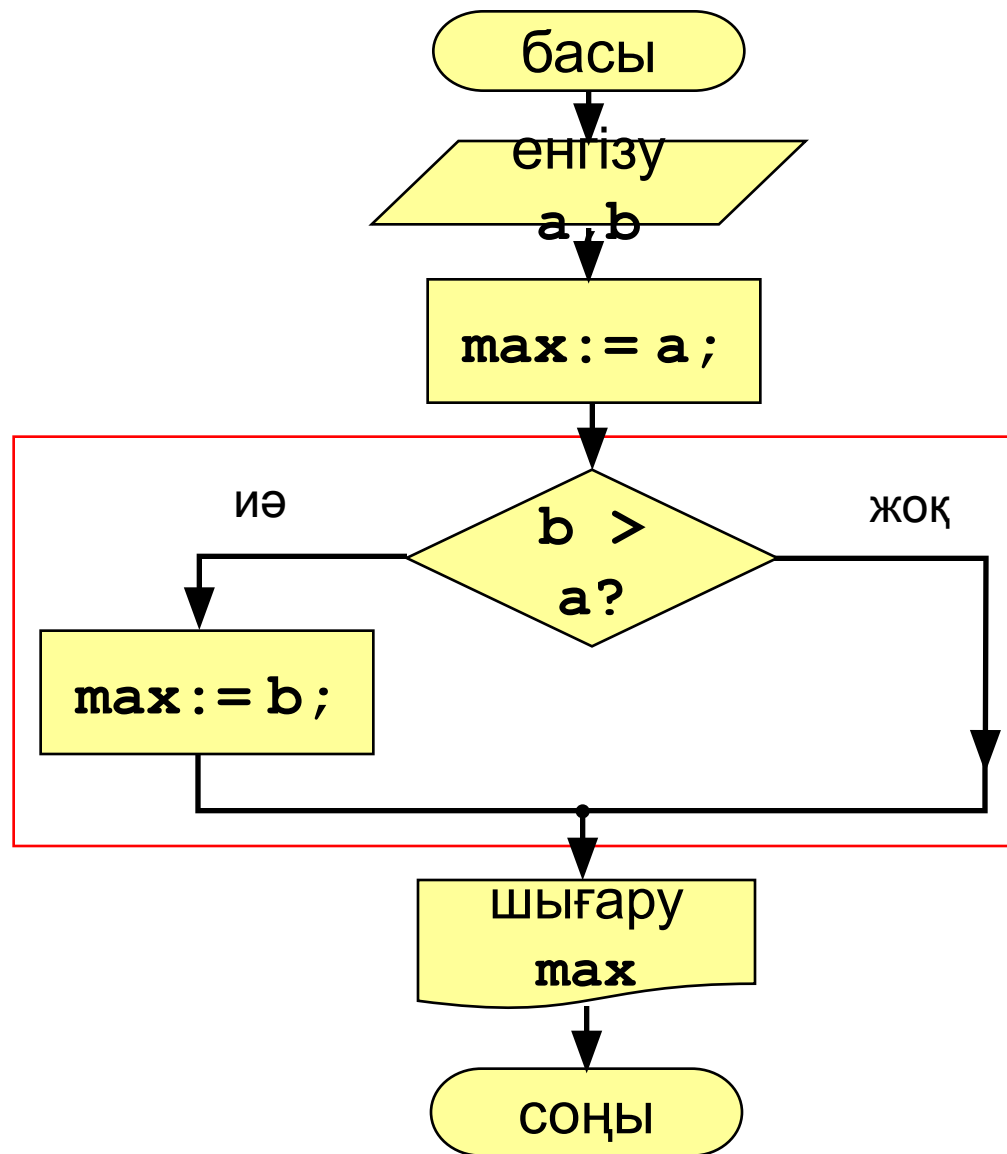 басы
енгізу
a,b
max:= a;
иә
b >
a?
жоқ
max:= b;
шығару
max
соңы